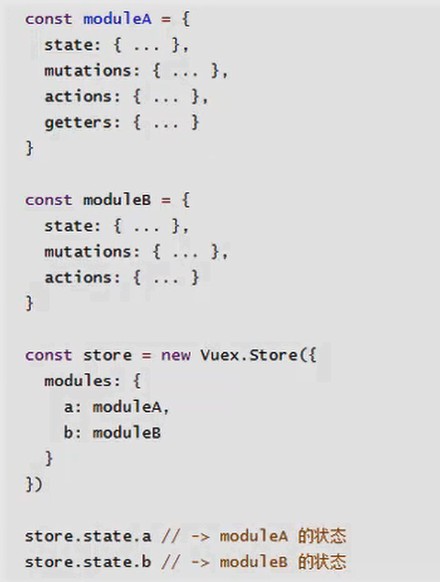 const moduleA = {
  state: { ... },
  mutations: { ... },
  actions: { ... },
  getters: { ... }
}

const moduleB = {
  state: { ... },
  mutations: { ... },
  actions: { ... }
}

const store = new Vuex.Store({
  modules: {
    a: moduleA,
    b: moduleB
  }
})

store.state.a // -> moduleA 的状态
store.state.b // -> moduleB 的状态